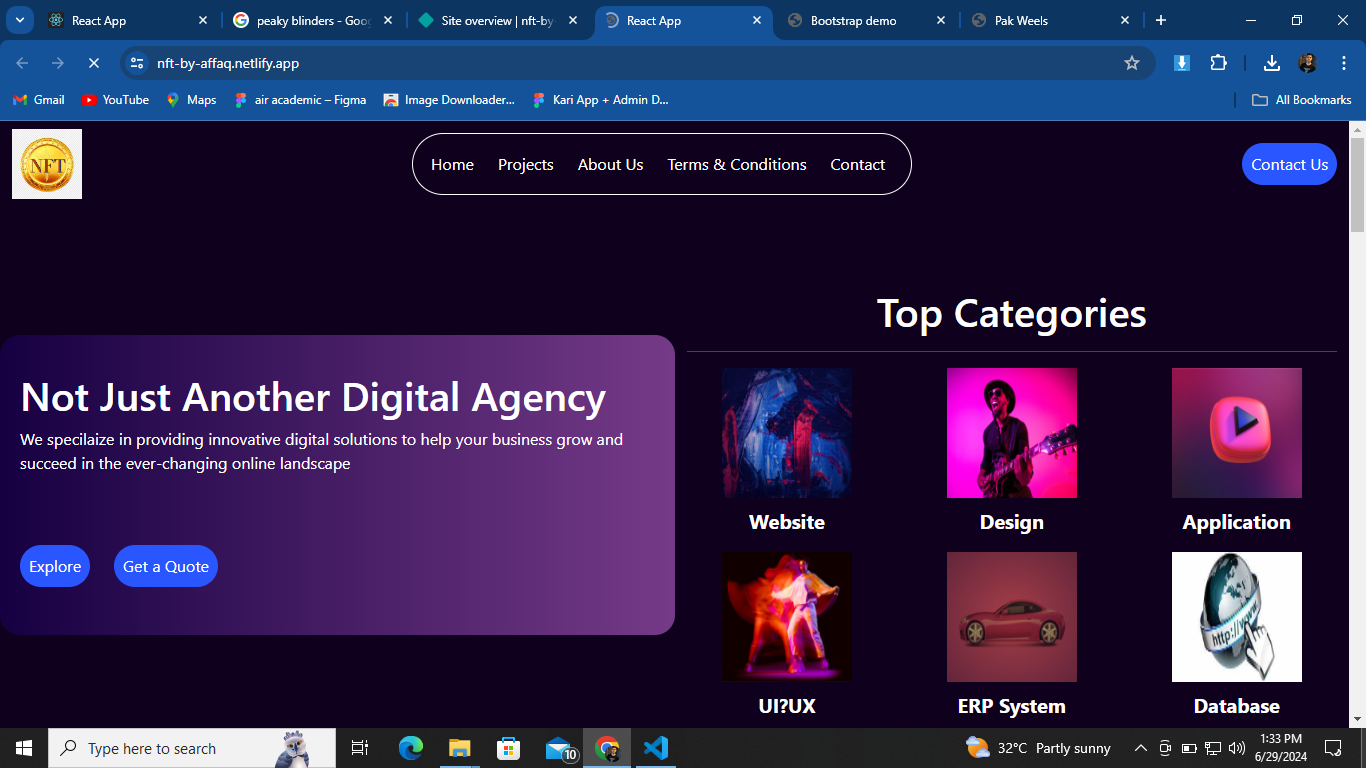 React App
peaky blinders - Goo
Site overview | nft-by-
React App
Bootstrap demo
Pak Weels
nft-by-affaq.netlify.app
Gmail
YouTube
Maps
air academic – Figma
Image Downloader...
Kari App + Admin D...
All Bookmarks
NFT
Home
Projects
About Us
Terms & Conditions
Contact
Contact Us
Top Categories
Not Just Another Digital Agency
We specilaize in providing innovative digital solutions to help your business grow and
succeed in the ever-changing online landscape
Explore
Get a Quote
Website
Design
Application
http://www.
UI?UX
ERP System
Database
Type here to search
10
32°C Partly sunny
1:33 PM
6/29/2024